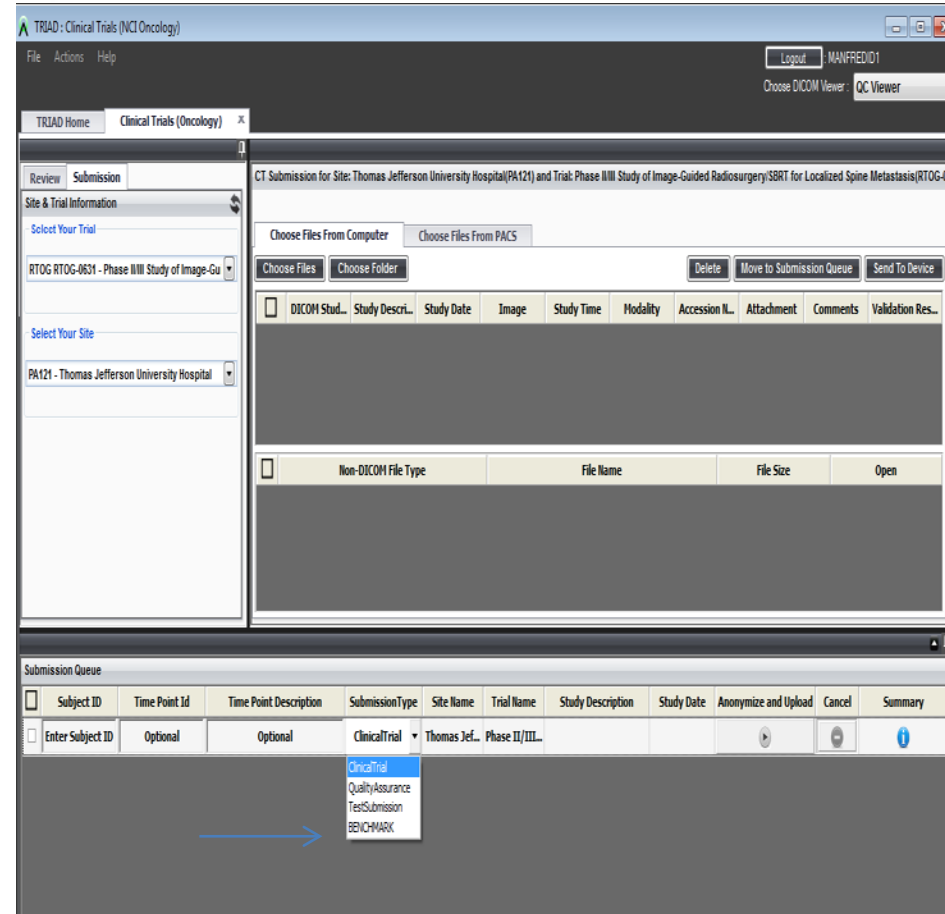 TRIAD : Clinical Trials (NCI Oncology)
File Actions Help
Logout : MANFREDID1
Choose DICOM Viewer : QC Viewer
TRIAD Home Clinical Trials (Oncology) X
Review Submission
Site & Trial Information
Select Your Trial
RTOG RTOG-0631 - Phase II/III Study of Image-Gu
Select Your Site
PA121 - Thomas Jefferson University Hospital
CT Submission for Site: Thomas Jefferson University Hospital(PA121) and Trial: Phase II/III Study of Image-Guided Radiosurgery/SBRT for Localized Spine Metastasis(RTOG-
Choose Files From Computer Choose Files From PACS
Choose Files Choose Folder Delete Move to Submission Queue Send To Device
DICOM Stud... Study Descri... Study Date Image Study Time Modality Accession N... Attachment Comments Validation Res...
Non-DICOM File Type File Name File Size Open
Submission Queue
Subject ID Time Point Id Time Point Description SubmissionType Site Name Trial Name Study Description Study Date Anonymize and Upload Cancel Summary
Enter Subject ID Optional Optional ClinicalTrial Thomas Jef... Phase II/III...
ClinicalTrial
QualityAssurance
TestSubmission
BENCHMARK